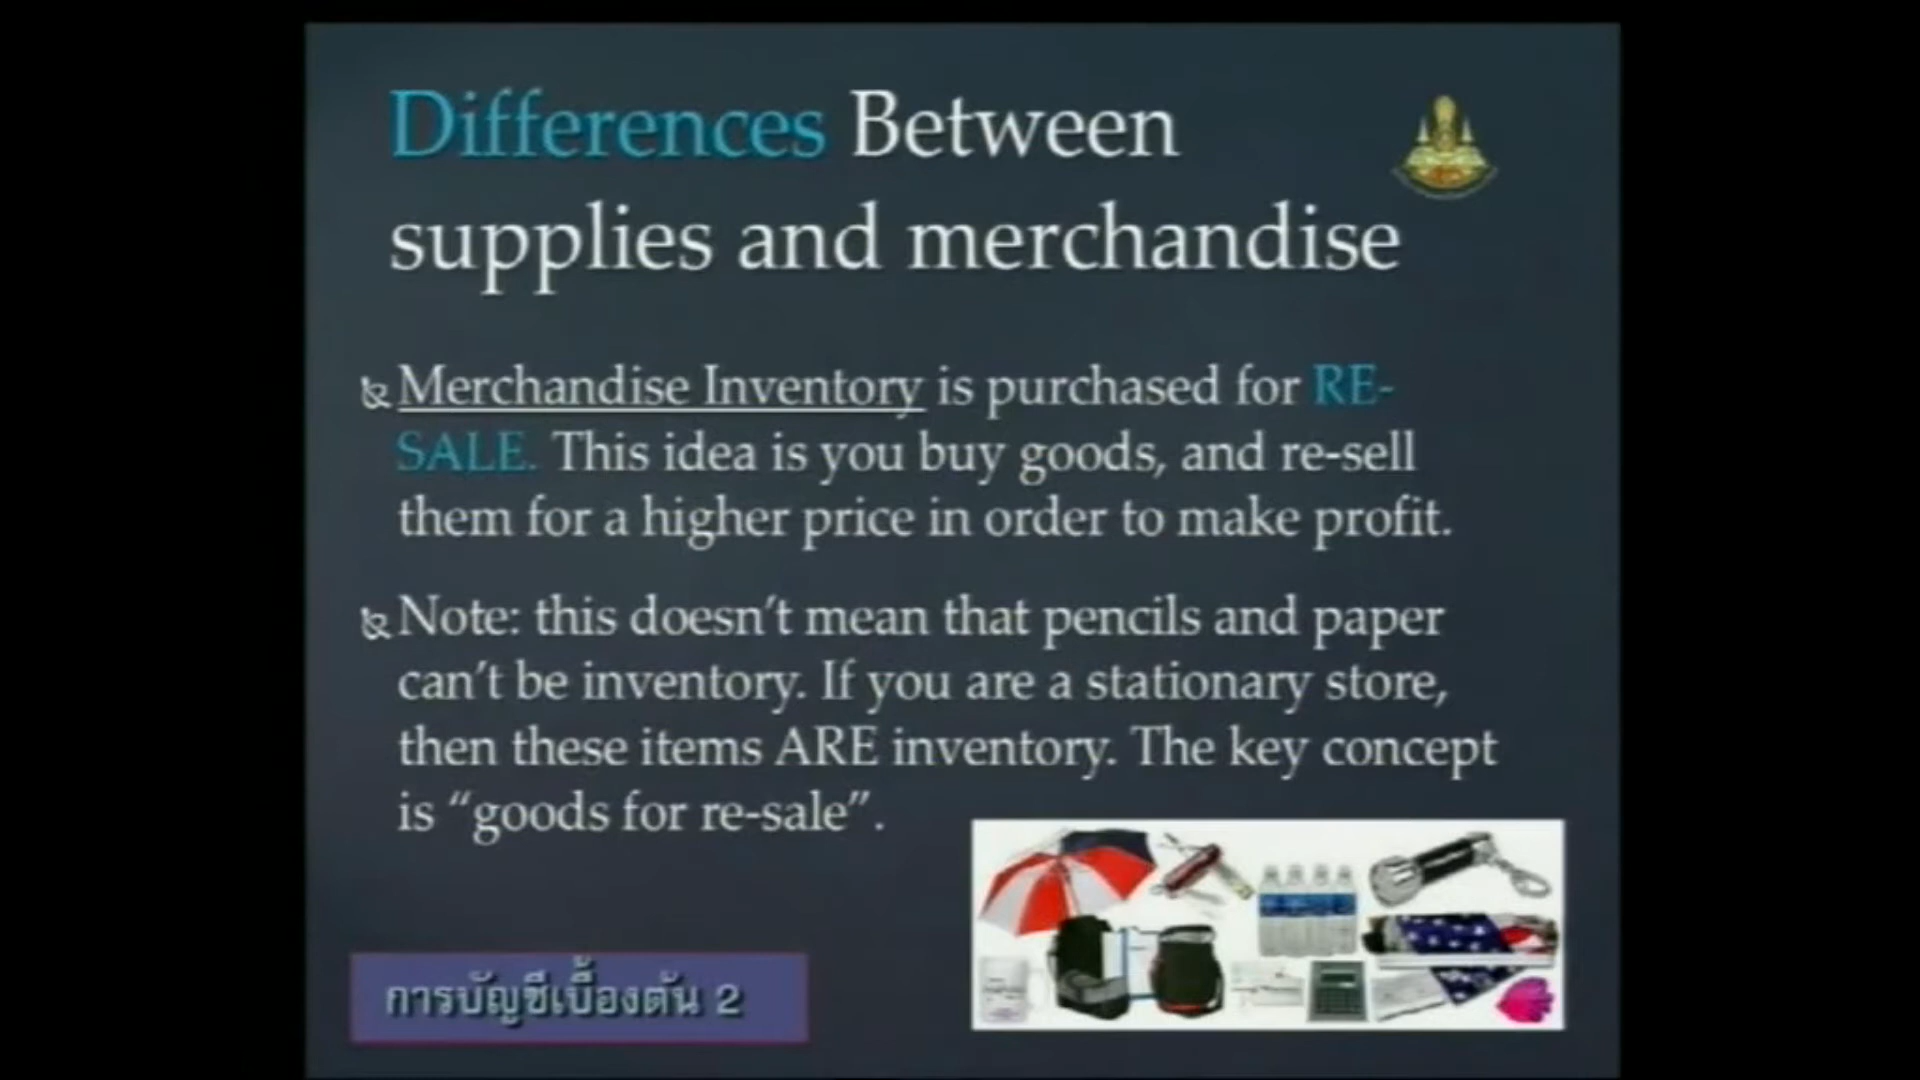 Differences Between
supplies and merchandise
Merchandise Inventory is purchased for RE-
SALE. This idea is you buy goods, and re-sell
them for a higher price in order to make profit.
Note: this doesn't mean that pencils and paper
can't be inventory. If you are a stationary store,
then these items ARE inventory. The key concept
is “goods for re-sale”.
การบัญชีเบื้องต้น 2